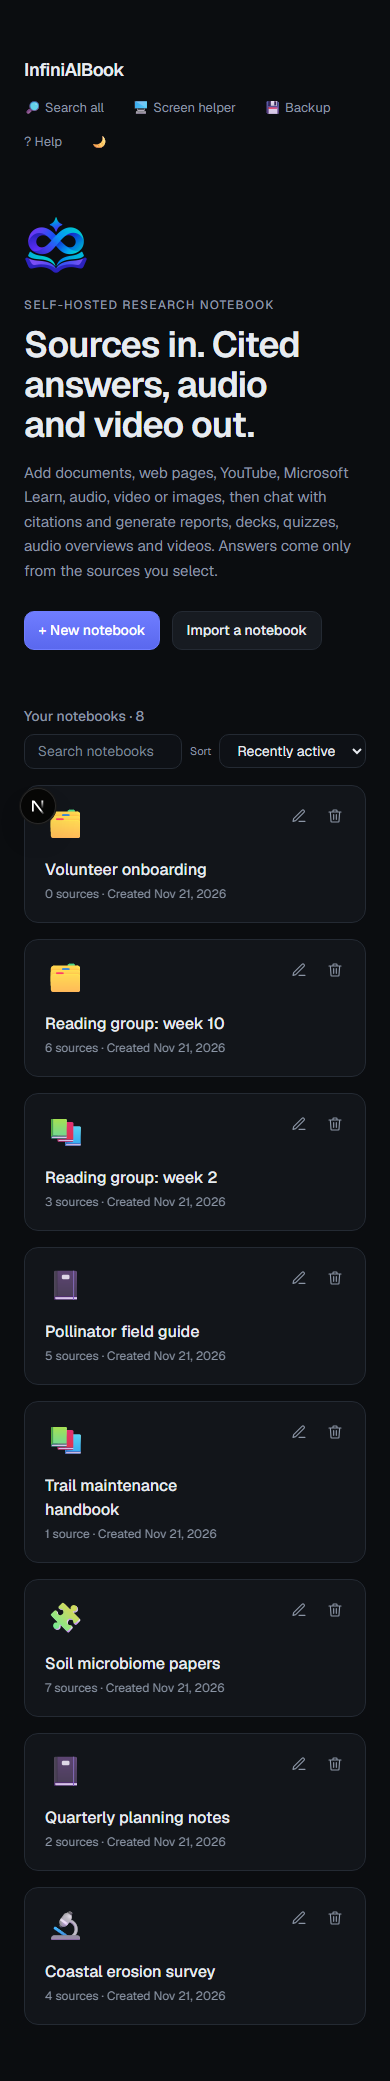 InfiniAIBook
Search all
Screen helper
Backup
? Help
SELF-HOSTED RESEARCH NOTEBOOK
Sources in. Cited
answers, audio
and video out.
Add documents, web pages, YouTube, Microsoft
Learn, audio, video or images, then chat with
citations and generate reports, decks, quizzes,
audio overviews and videos. Answers come only
from the sources you select.
+ New notebook
Import a notebook
Your notebooks · 8
Search notebooks
Sort
Recently active
N
Volunteer onboarding
0 sources · Created Nov 21, 2026
Reading group: week 10
6 sources · Created Nov 21, 2026
Reading group: week 2
3 sources · Created Nov 21, 2026
Pollinator field guide
5 sources · Created Nov 21, 2026
Trail maintenance
handbook
1 source · Created Nov 21, 2026
Soil microbiome papers
7 sources · Created Nov 21, 2026
Quarterly planning notes
2 sources · Created Nov 21, 2026
Coastal erosion survey
4 sources · Created Nov 21, 2026